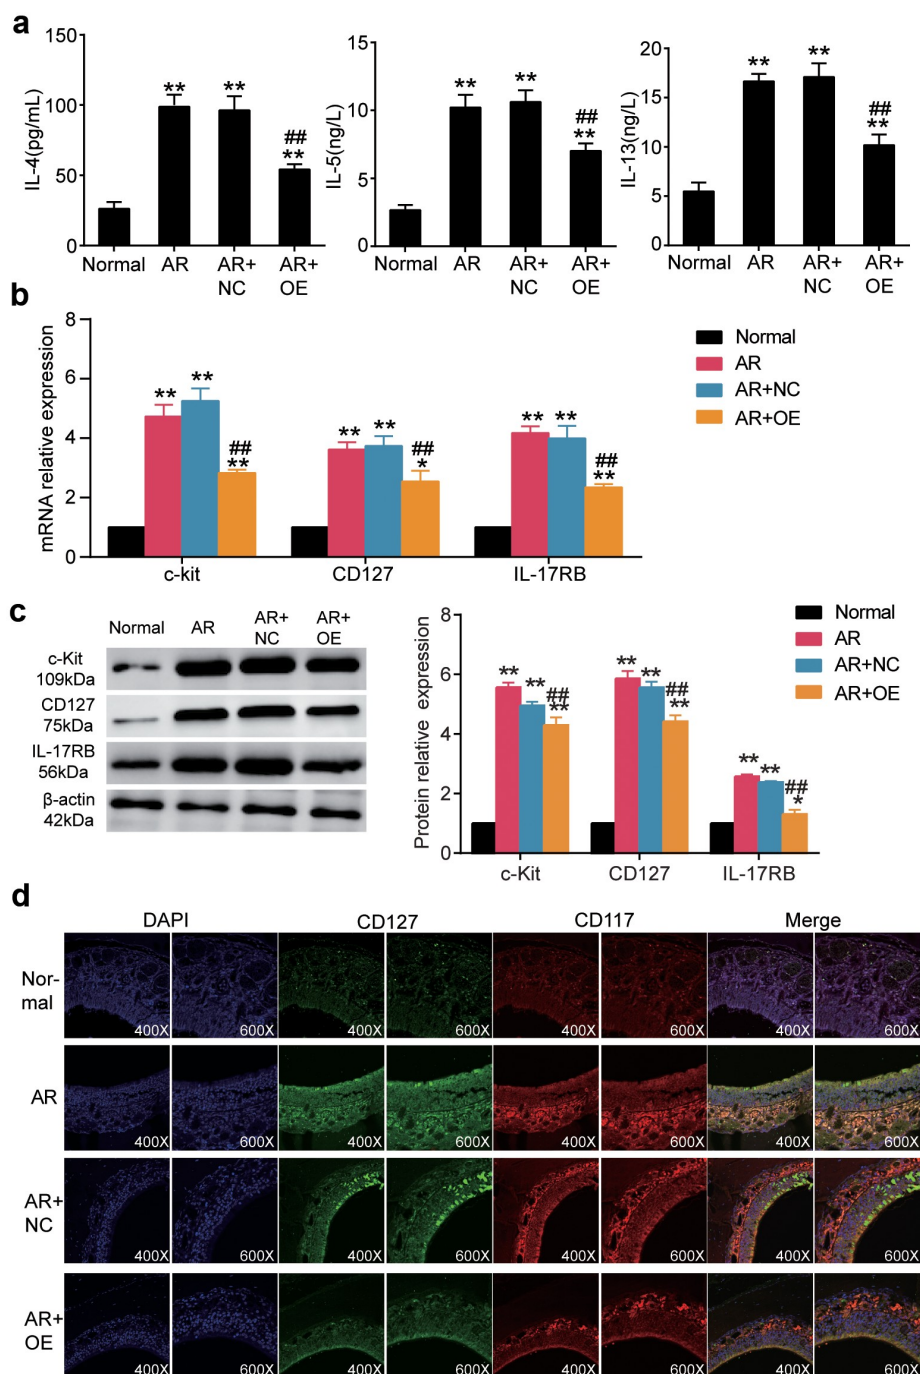 a
IL-4(pg/mL)
150
100
50
0
**
**
##
**
Normal
AR
AR+
NC
AR+
OE
IL-5(ng/L)
15
10
5
0
**
**
##
**
Normal
AR
AR+
NC
AR+
OE
IL-13(ng/L)
20
15
10
5
0
**
**
##
**
Normal
AR
AR+
NC
AR+
OE
b
mRNA relative expression
8
6
4
2
0
**
**
##
**
**
**
##
*
**
**
##
**
c-kit
CD127
IL-17RB
Normal
AR
AR+NC
AR+OE
c
Normal
AR
AR+
NC
AR+
OE
c-Kit
109kDa
CD127
75kDa
IL-17RB
56kDa
β-actin
42kDa
Protein relative expression
8
6
4
2
0
**
**
##
**
**
**
##
**
**
**
##
*
c-Kit
CD127
IL-17RB
Normal
AR
AR+NC
AR+OE
d
DAPI
CD127
CD117
Merge
Nor-
mal
400X
600X
400X
600X
400X
600X
400X
600X
AR
400X
600X
400X
600X
400X
600X
400X
600X
AR+
NC
400X
600X
400X
600X
400X
600X
400X
600X
AR+
OE
400X
600X
400X
600X
400X
600X
400X
600X